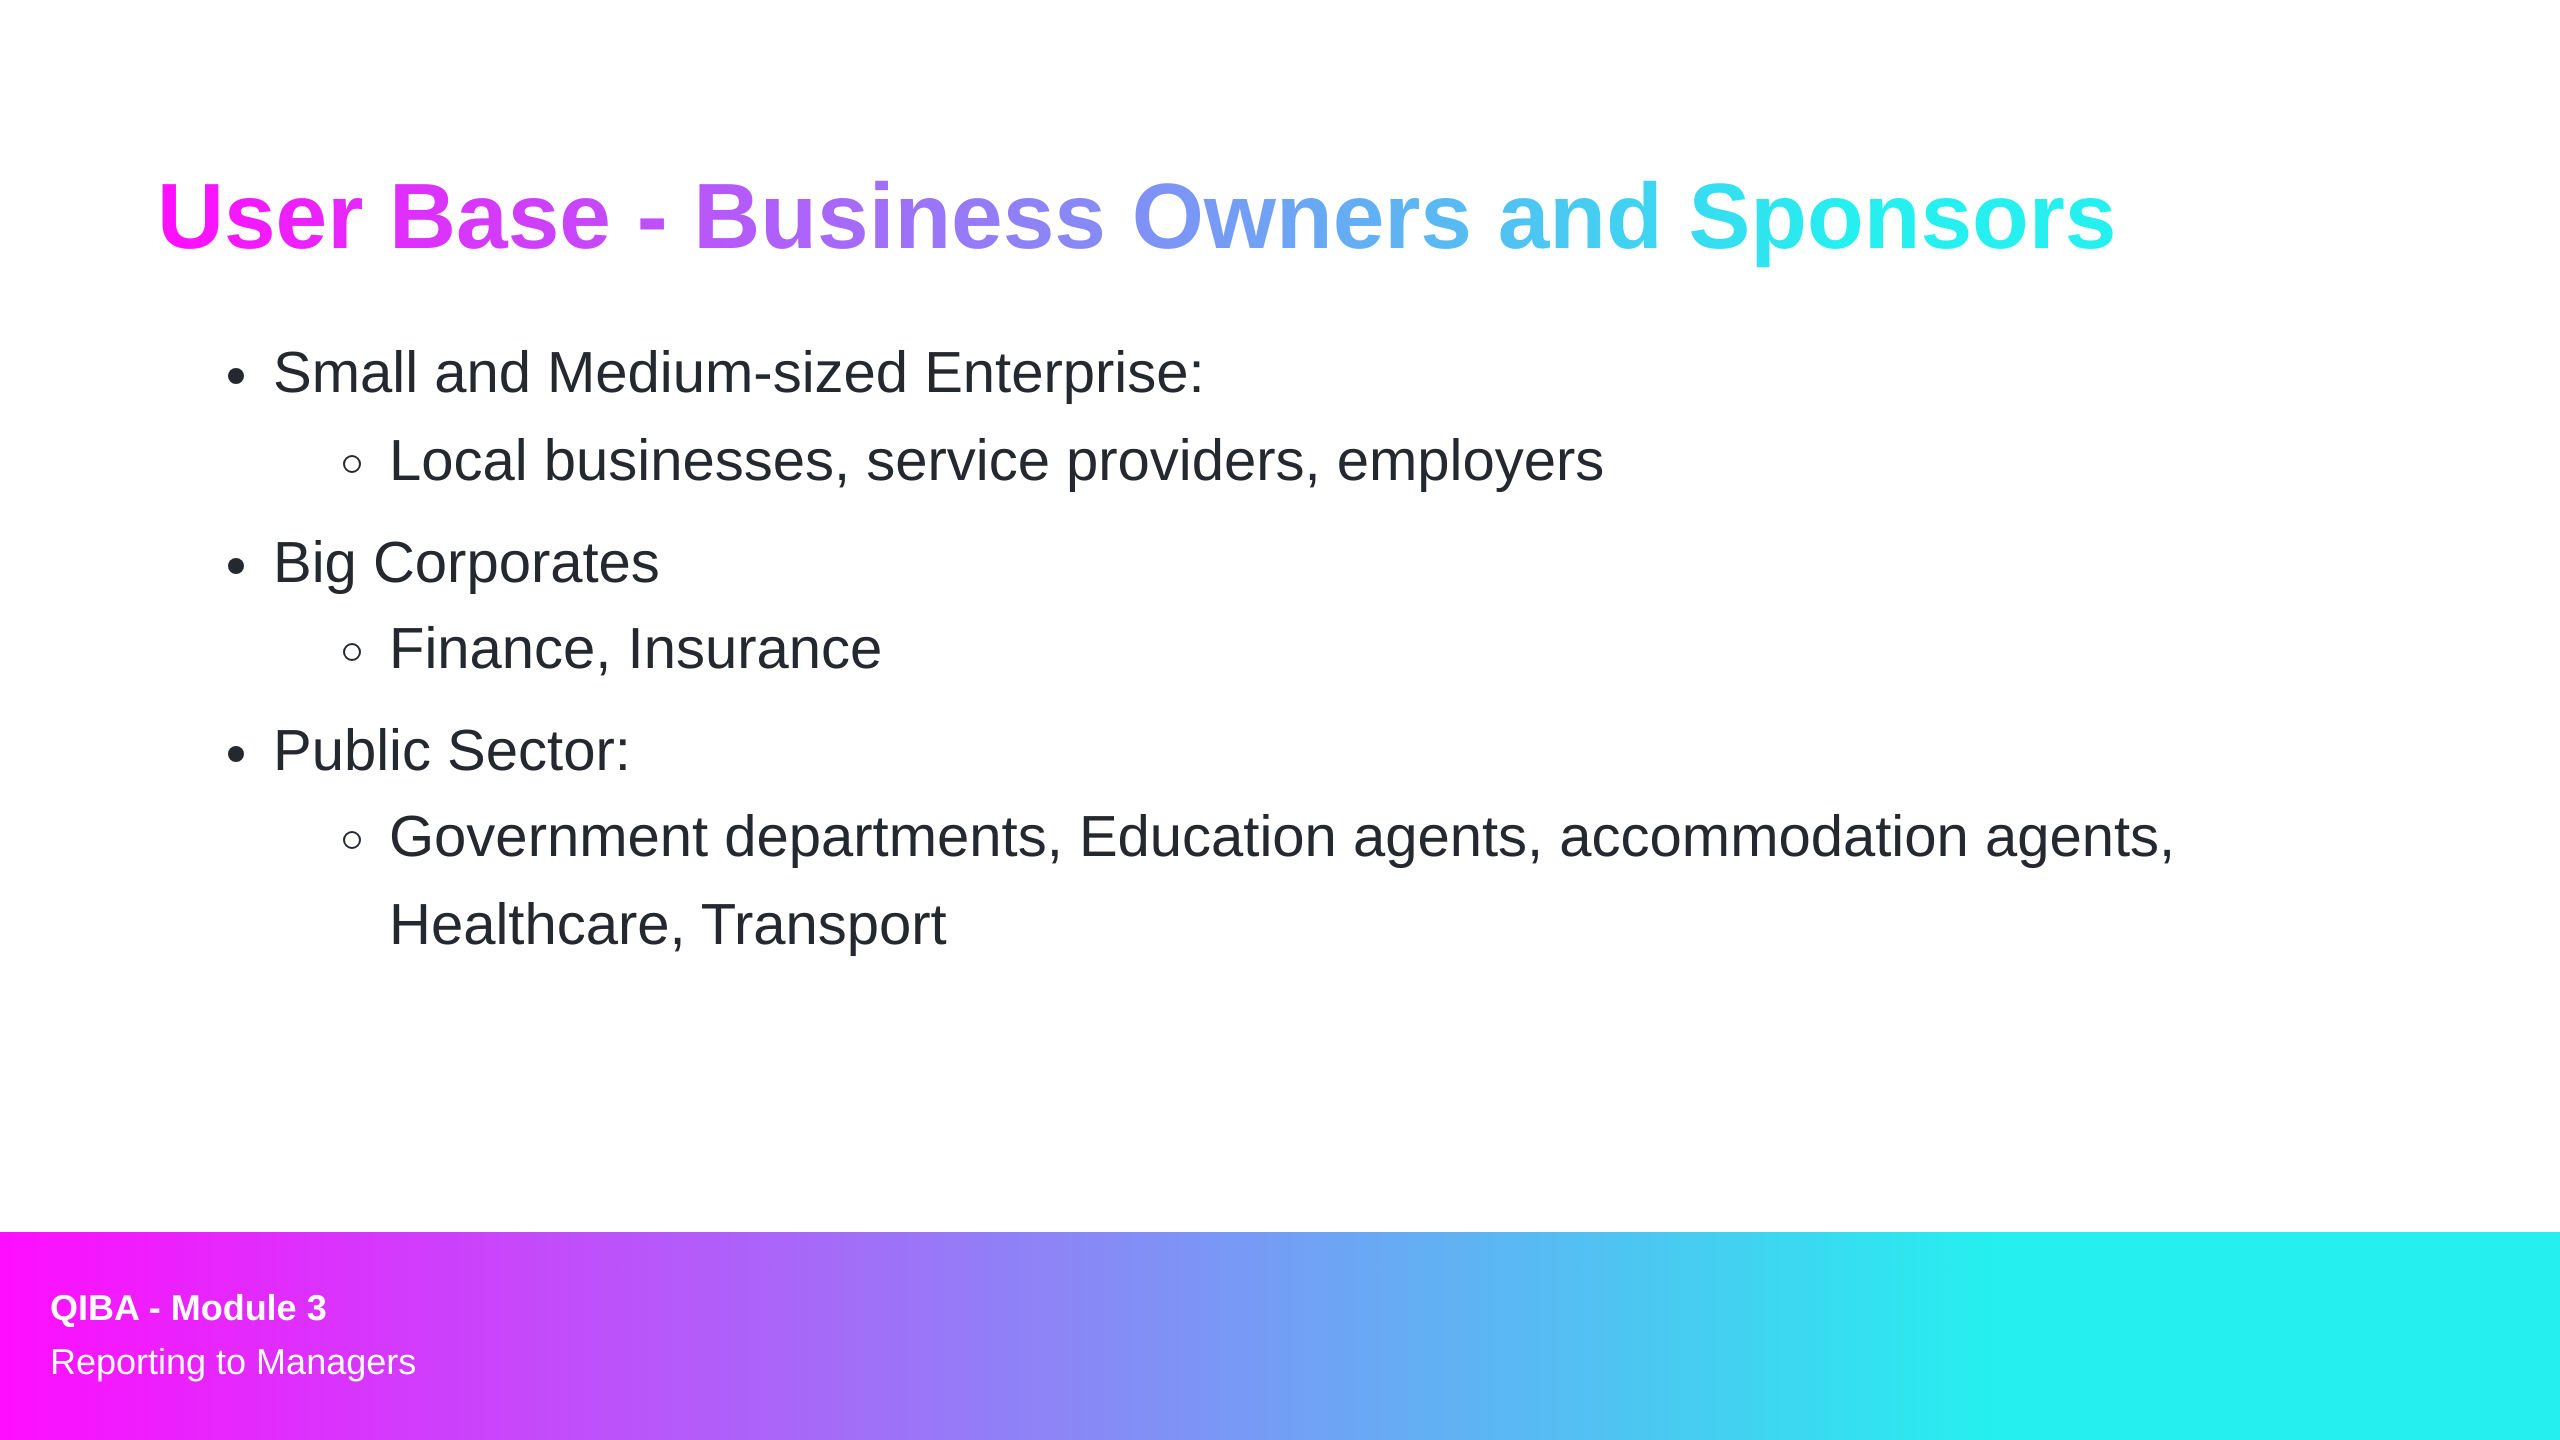 User Base - Business Owners and Sponsors
Small and Medium-sized Enterprise:
Local businesses, service providers, employers
Big Corporates
Finance, Insurance
Public Sector:
Government departments, Education agents, accommodation agents,
Healthcare, Transport
QIBA - Module 3
Reporting to Managers